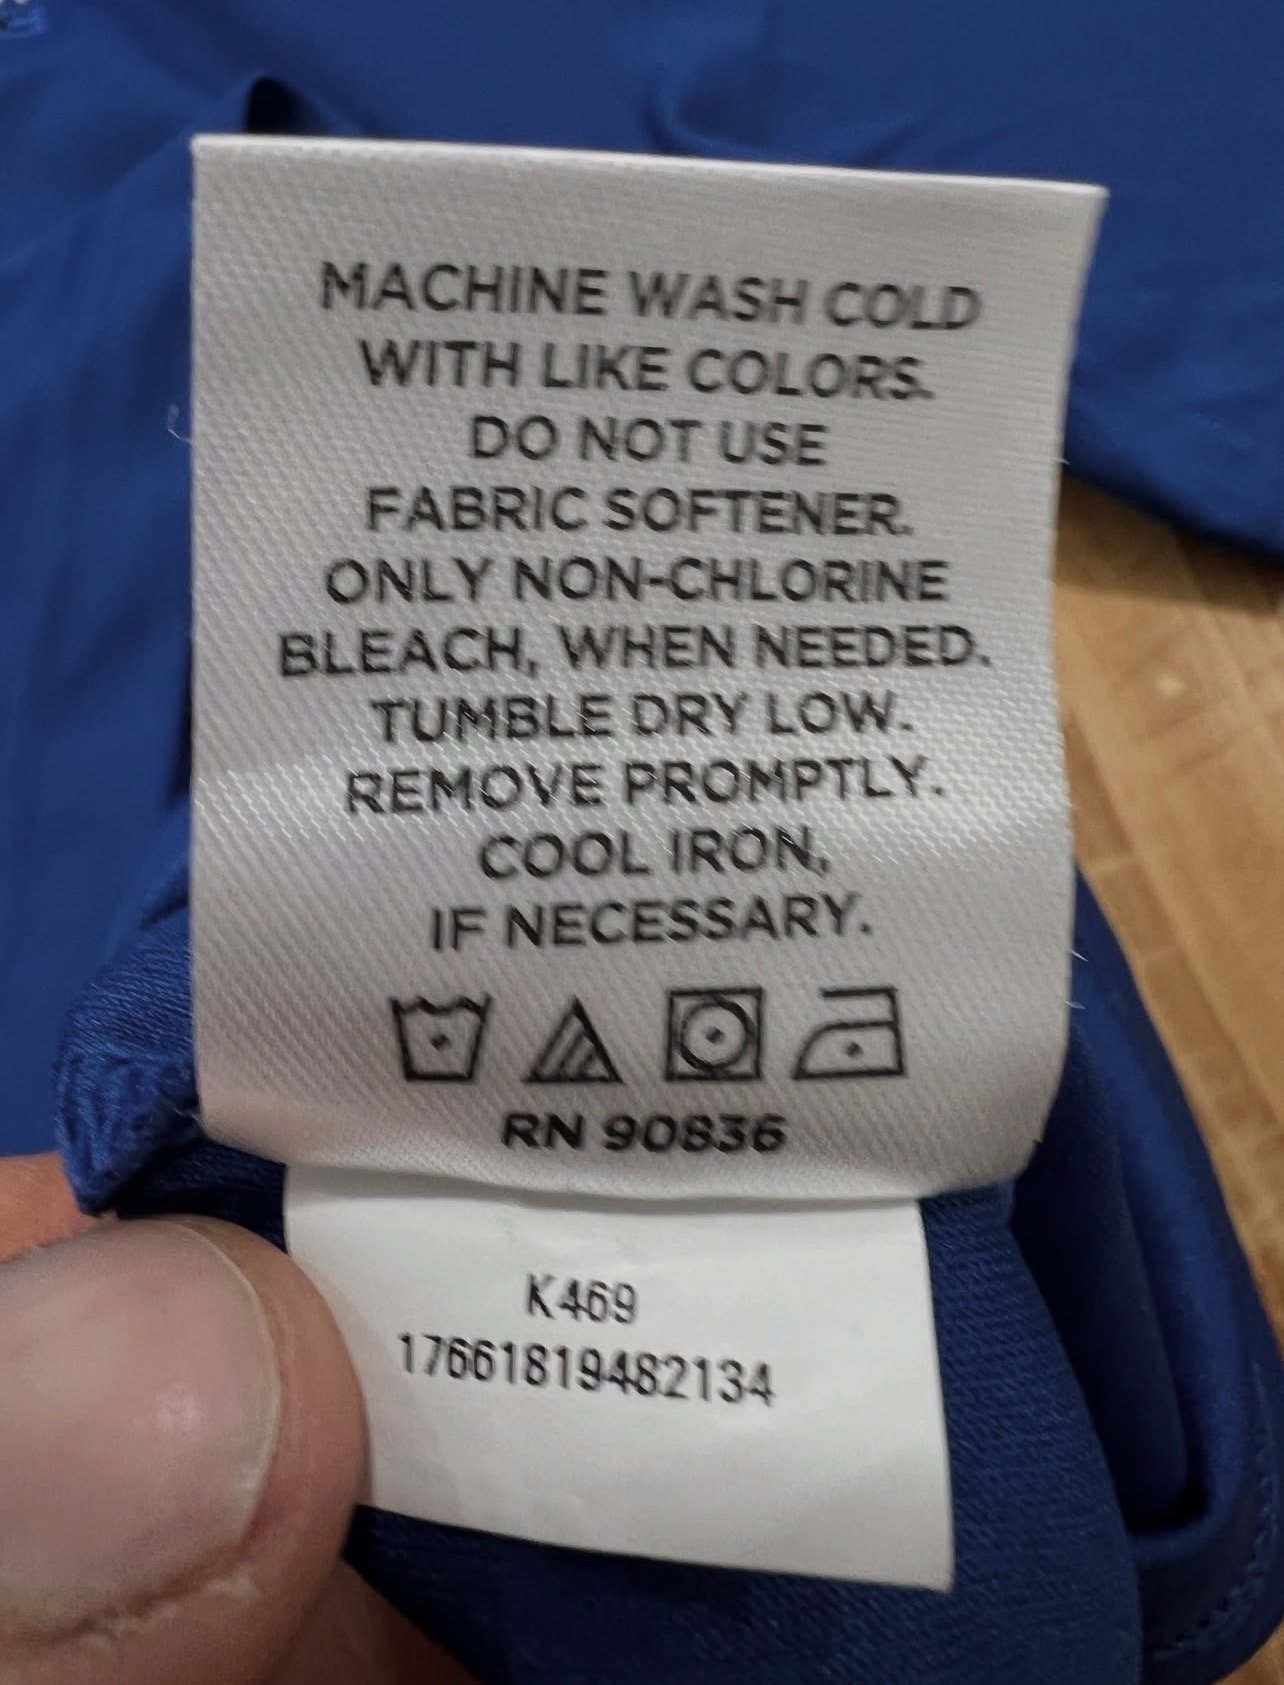 MACHINE WASH COLD
WITH LIKE COLORS.
DO NOT USE
FABRIC SOFTENER.
ONLY NON-CHLORINE
BLEACH, WHEN NEEDED.
TUMBLE DRY LOW.
REMOVE PROMPTLY.
COOL IRON,
IF NECESSARY.
RN 90836
K469
17661819482134